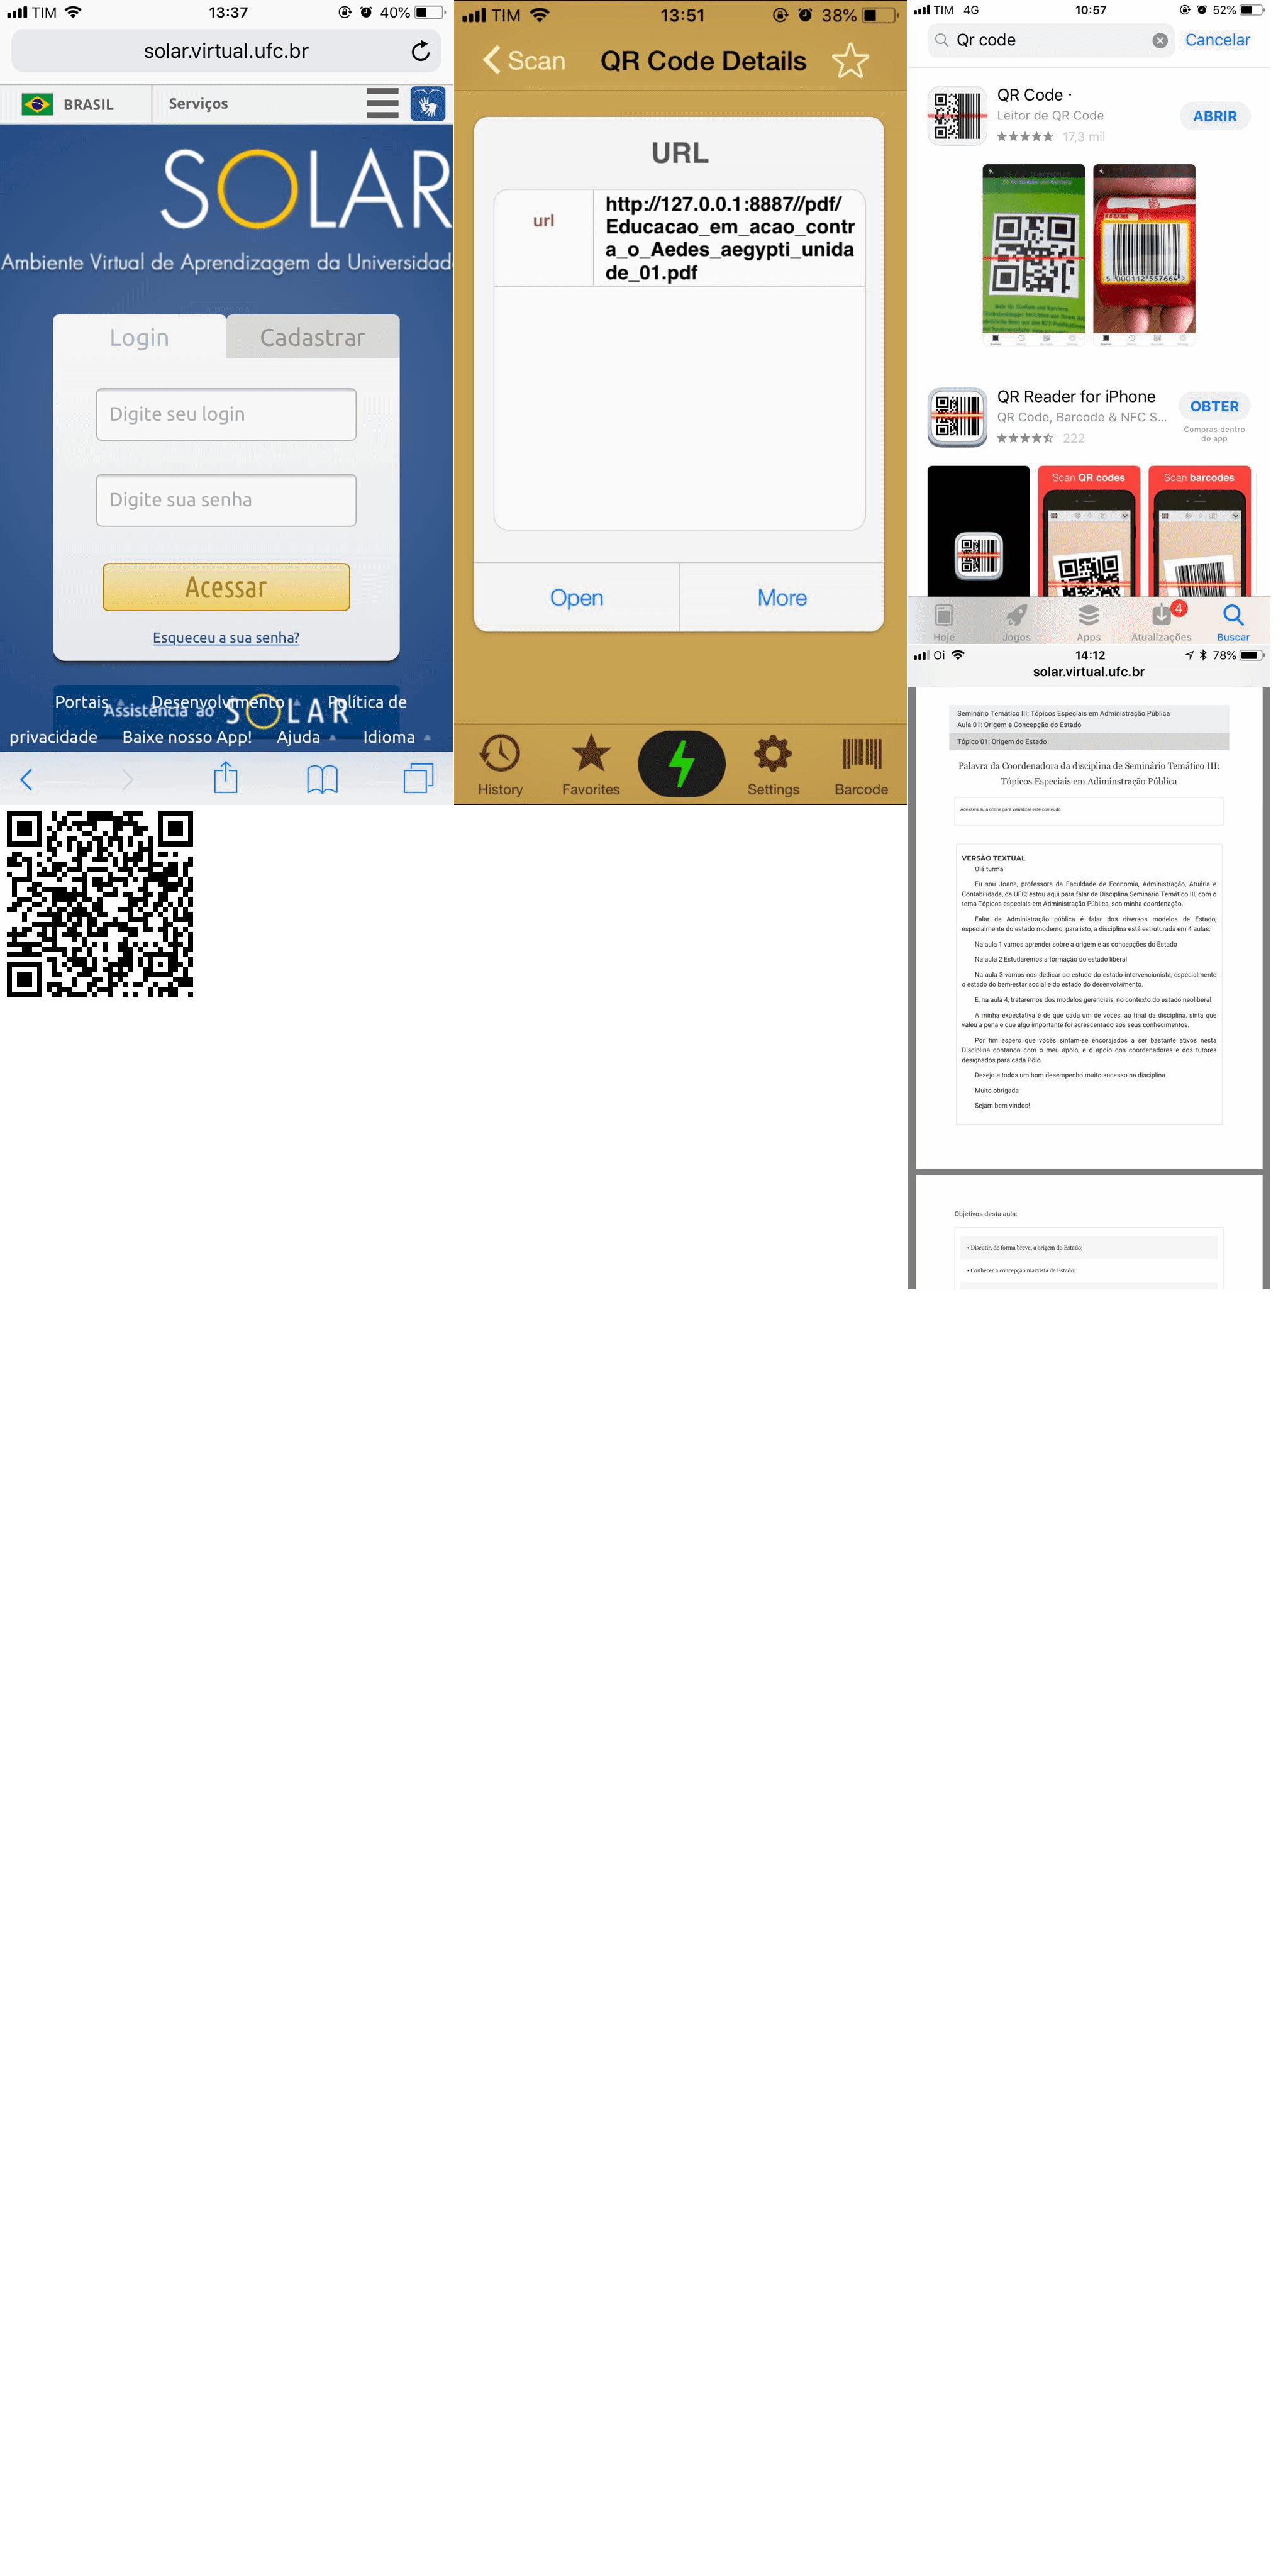 TIM 13:37 40%
solar.virtual.ufc.br
BRASIL Serviços
SOLAR
Ambiente Virtual de Aprendizagem da Universidad
Login Cadastrar
Digite seu login
Digite sua senha
Acessar
Esqueceu a sua senha?
Assistência ao SOLAR
Portais Desenvolvimento Política de
privacidade Baixe nosso App! Ajuda Idioma
TIM 13:51 38%
Scan QR Code Details
URL
url
http://127.0.0.1:8887//pdf/
Educacao_em_acao_contr
a_o_Aedes_aegypti_unida
de_01.pdf
Open More
History Favorites Settings Barcode
TIM 4G 10:57 52%
Qr code Cancelar
QR Code ·
Leitor de QR Code
17,3 mil
ABRIR
QR Reader for iPhone
QR Code, Barcode & NFC S...
222
OBTER
Compras dentro
do app
Scan QR codes Scan barcodes
4
Hoje Jogos Apps Atualizações Buscar
Oi 14:12 78%
solar.virtual.ufc.br
Seminário Temático III: Tópicos Especiais em Administração Pública
Aula 01: Origem e Concepção do Estado
Tópico 01: Origem do Estado
Palavra da Coordenadora da disciplina de Seminário Temático III:
Tópicos Especiais em Adiminstração Pública
Acesse a aula online para visualizar este conteúdo
VERSÃO TEXTUAL
Olá turma
Eu sou Joana, professora da Faculdade de Economia, Administração, Atuária e
Contabilidade, da UFC; estou aqui para falar da Disciplina Seminário Temático III, com o
tema Tópicos especiais em Administração Pública, sob minha coordenação.
Falar de Administração pública é falar dos diversos modelos de Estado,
especialmente do estado moderno, para isto, a disciplina está estruturada em 4 aulas:
Na aula 1 vamos aprender sobre a origem e as concepções do Estado
Na aula 2 Estudaremos a formação do estado liberal
Na aula 3 vamos nos dedicar ao estudo do estado intervencionista, especialmente
o estado do bem-estar social e do estado do desenvolvimento.
E, na aula 4, trataremos dos modelos gerenciais, no contexto do estado neoliberal
A minha expectativa é de que cada um de vocês, ao final da disciplina, sinta que
valeu a pena e que algo importante foi acrescentado aos seus conhecimentos.
Por fim espero que vocês sintam-se encorajados a ser bastante ativos nesta
Disciplina contando com o meu apoio, e o apoio dos coordenadores e dos tutores
designados para cada Pólo.
Desejo a todos um bom desempenho muito sucesso na disciplina
Muito obrigada
Sejam bem vindos!
Objetivos desta aula:
• Discutir, de forma breve, a origem do Estado;
• Conhecer a concepção marxista de Estado;